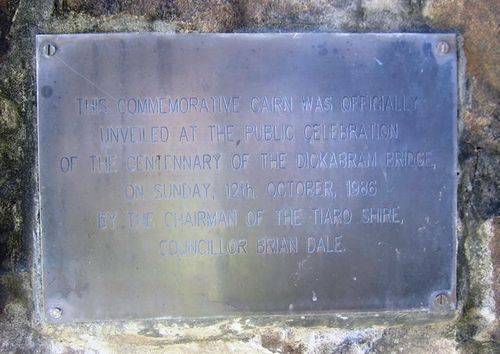 THIS COMMEMORATIVE CAIRN WAS OFFICIALLY
UNVEILED AT THE PUBLIC CELEBRATION
OF THE CENTENNARY OF THE DICKABRAM BRIDGE,
ON SUNDAY, 12th. OCTOBER, 1986
BY THE CHAIRMAN OF THE TIARO SHIRE,
COUNCILLOR BRIAN DALE.